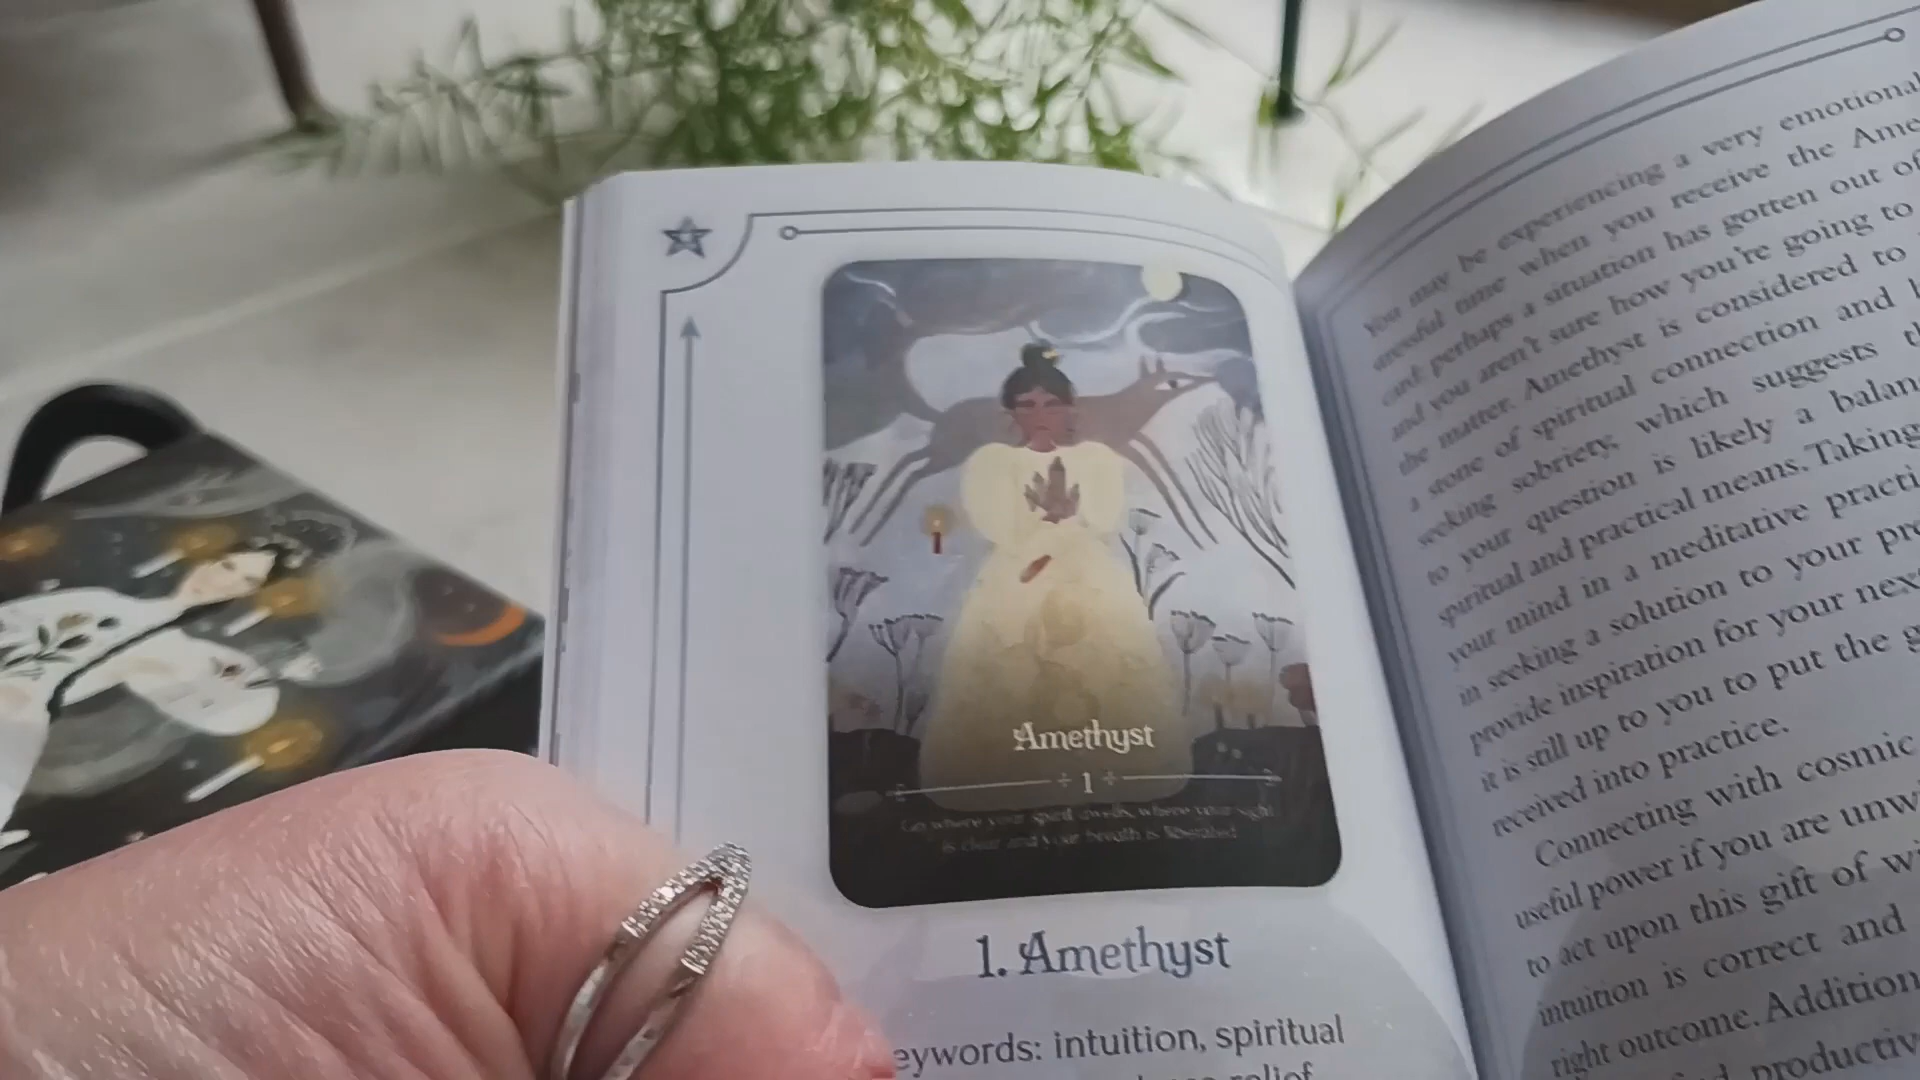 Amethyst
1
Go where your spirit swells, where your sight
is clear and your breath is liberated
1. Amethyst
eywords: intuition, spiritual
relief
You may be experiencing a very emotional
stressful time when you receive the Ame
card; perhaps a situation has gotten out of
and you aren't sure how you're going to
the matter. Amethyst is considered to
a stone of spiritual connection and
seeking sobriety, which suggests th
to your question is likely a balan
spiritual and practical means. Taking
your mind in a meditative practi
in seeking a solution to your pro
provide inspiration for your next
it is still up to you to put the g
received into practice.
Connecting with cosmic
useful power if you are unwi
to act upon this gift of wi
intuition is correct and
right outcome. Addition
productiv